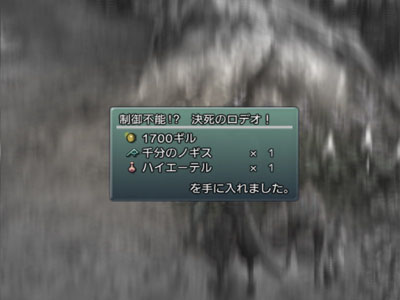 制御不能!? 決死のロデオ!
1700ギル
千分のノギス × 1
ハイエーテル × 1
を手に入れました。